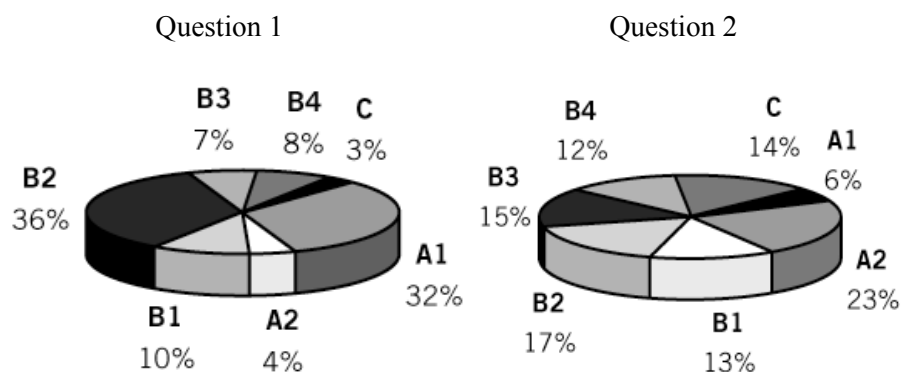 Question 1
B3
7%
B4
8%
C
3%
B2
36%
A1
32%
B1
10%
A2
4%
Question 2
B4
12%
C
14%
A1
6%
B3
15%
A2
23%
B2
17%
B1
13%